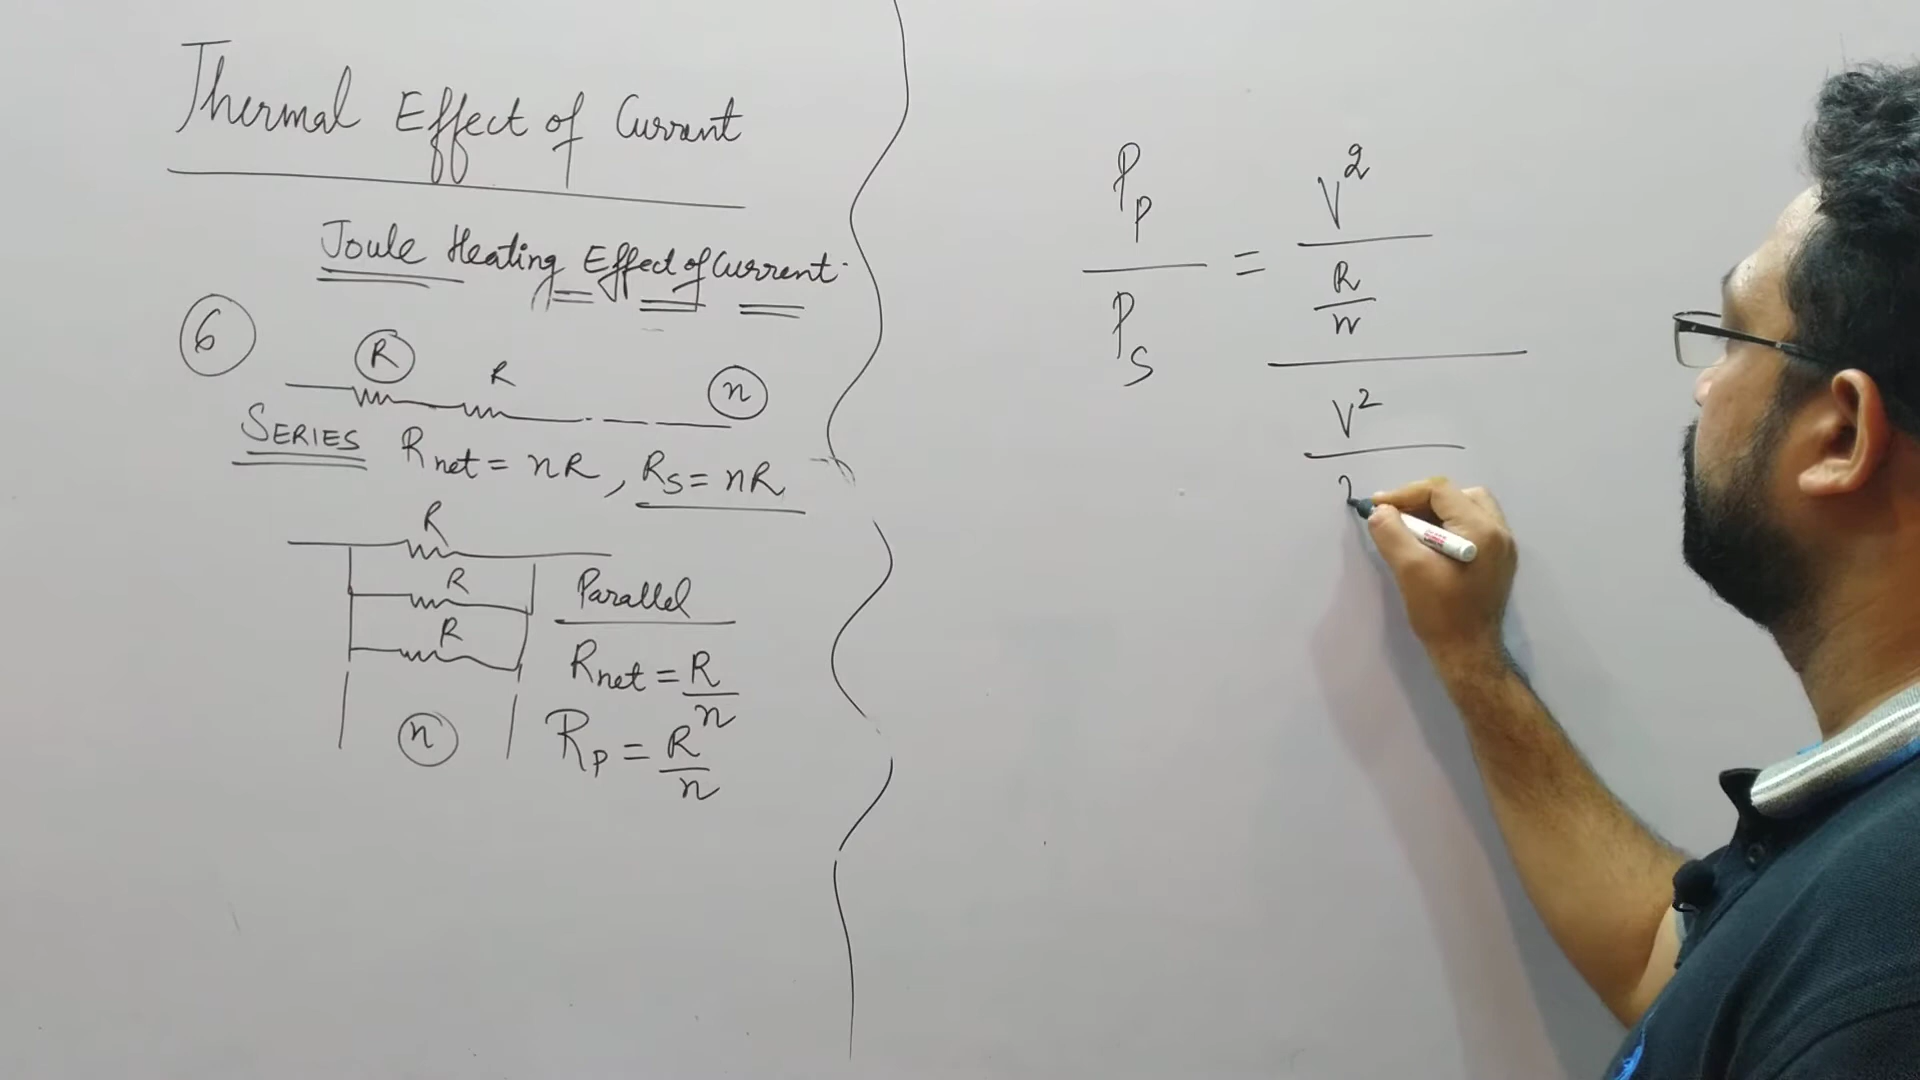 Thermal Effect of Current
Joule Heating Effect of Current.
6
R R n
SERIES Rnet = nR, Rs = nR
R
R
R
Parallel
Rnet = R/n
n
Rp = R/n
Pp/Ps = (V²/(R/n))/(V²/